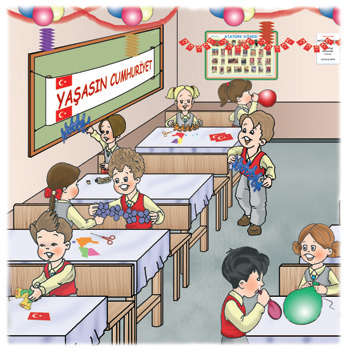 YAŞASIN CUMHURİYET
ATATÜRK KÖŞESİ